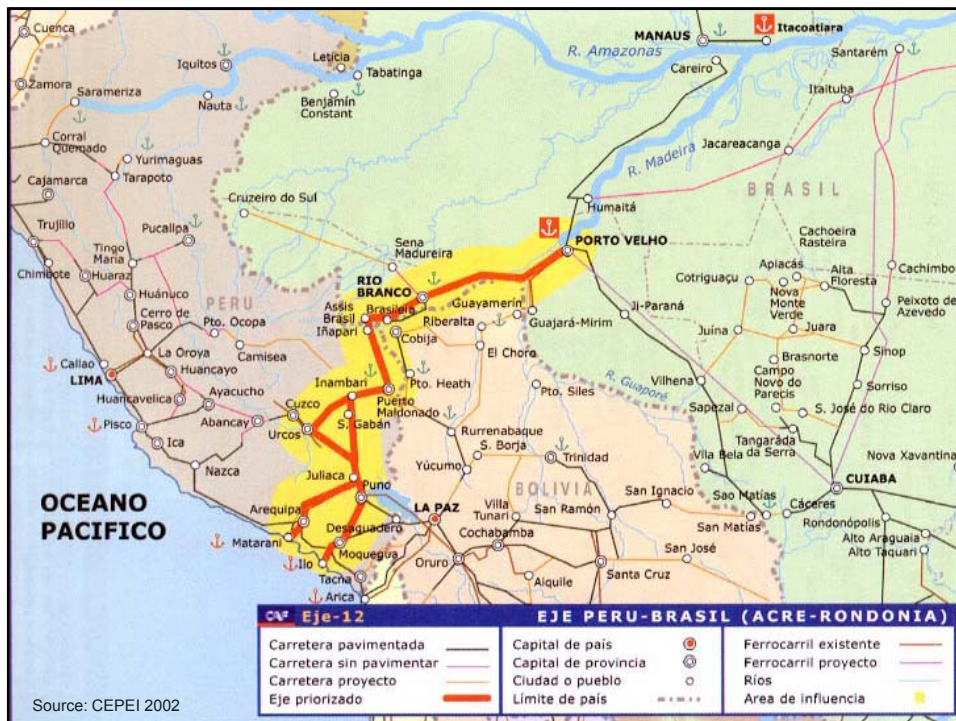 Cuenca
Zamora
Sarameriza
Iquitos
Nauta
Leticia
Tabatinga
Benjamín
Constant
R. Amazonas
MANAUS
Itacoatiara
Careiro
Santarém
Itaituba
Jacareacanga
R. Madeira
BRASIL
Corral
Quemado
Yurimaguas
Tarapoto
Cajamarca
Trujillo
Chimbote
Tingo
Maria
Huaraz
Pucallpa
Huánuco
PERU
Cerro de
Pasco
Pto. Ocopa
Camisea
La Oroya
Huancayo
Callao
LIMA
Huancavelica
Ayacucho
Abancay
Pisco
Ica
Nazca
Cruzeiro do Sul
Sena
Madureira
RIO
BRANCO
Assis
Brasil
Brasileia
Iñapari
Cobija
Humaitá
PORTO VELHO
Guayamerín
Riberalta
Guajará-Mirim
El Choro
Ji-Paraná
Inambari
Pto. Heath
Puerto
Maldonado
Cuzco
Urcos
S. Gabán
Juliaca
Puno
Arequipa
Matarani
Desaguadero
Moquegua
Ilo
Tacna
Arica
OCEANO
PACIFICO
R. Guaporé
Pto. Siles
Rurrenabaque
S. Borja
Yúcumo
Trinidad
BOLIVIA
LA PAZ
Villa
Tunari
San Ramón
San Ignacio
Cochabamba
Oruro
Aiquile
Santa Cruz
San José
San Matías
Sao Matías
Cachoeira
Rasteira
Apiacás
Cotriguaçu
Nova
Monte
Verde
Alta
Floresta
Cachimbo
Peixoto de
Azevedo
Juína
Juara
Brasnorte
Sinop
Campo
Novo do
Parecis
Sorriso
Vilhena
Sapezal
S. José do Rio Claro
Tangarada
da Serra
Vila Bela
Nova Xavantina
CUIABA
Cáceres
Rondonópolis
Alto Araguaia
Alto Taquari
CAF Eje-12
EJE PERU-BRASIL (ACRE-RONDONIA)
Carretera pavimentada
Carretera sin pavimentar
Carretera proyecto
Eje priorizado
Capital de país
Capital de provincia
Ciudad o pueblo
Límite de país
Ferrocarril existente
Ferrocarril proyecto
Ríos
Area de influencia
Source: CEPEI 2002